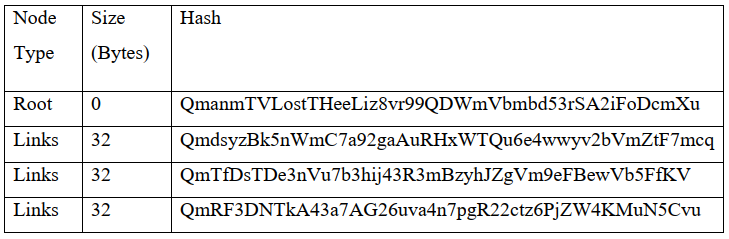 Node Type Size (Bytes) Hash
Root 0 QmanmTVLostTHeeLiz8vr99QDWmVbmbd53rSA2iFoDcmXu
Links 32 QmdsyzBk5nWmC7a92gaAuRHxWTQu6e4wwyv2bVmZtF7mcq
Links 32 QmTfDsTDe3nVu7b3hij43R3mBzyhJZgVm9eFBewVb5FfKV
Links 32 QmRF3DNTkA43a7AG26uva4n7pgR22ctz6PjZW4KMuN5Cvu